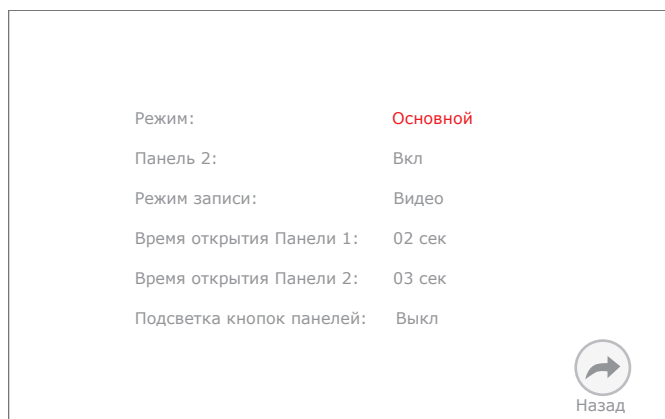 Режим: Основной
Панель 2: Вкл
Режим записи: Видео
Время открытия Панели 1: 02 сек
Время открытия Панели 2: 03 сек
Подсветка кнопок панелей: Выкл
Назад